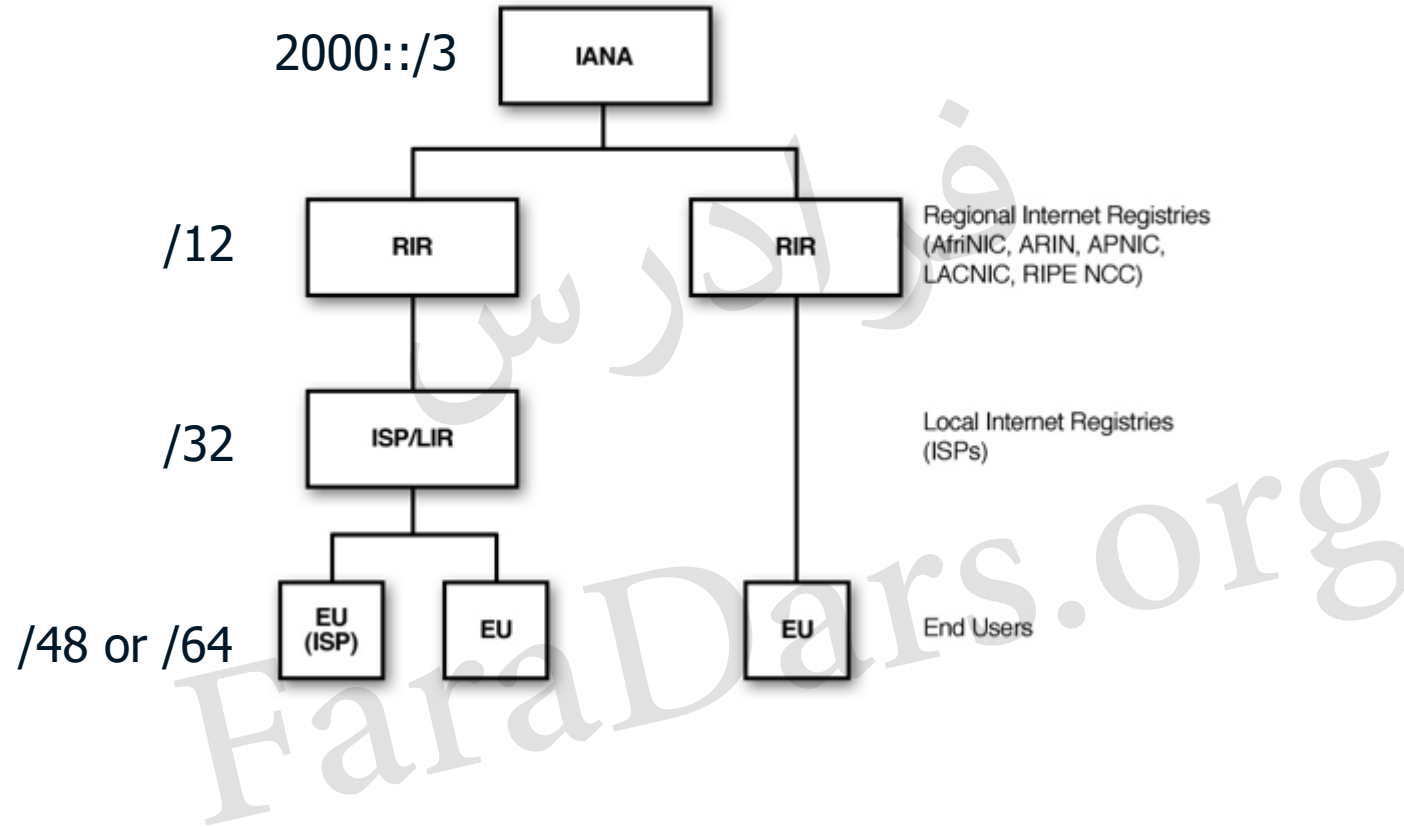 2000::/3
IANA
/12
RIR
RIR
Regional Internet Registries
(AfriNIC, ARIN, APNIC,
LACNIC, RIPE NCC)
/32
ISP/LIR
Local Internet Registries
(ISPs)
/48 or /64
EU
(ISP)
EU
EU
End Users
فرادرس
FaraDars.org